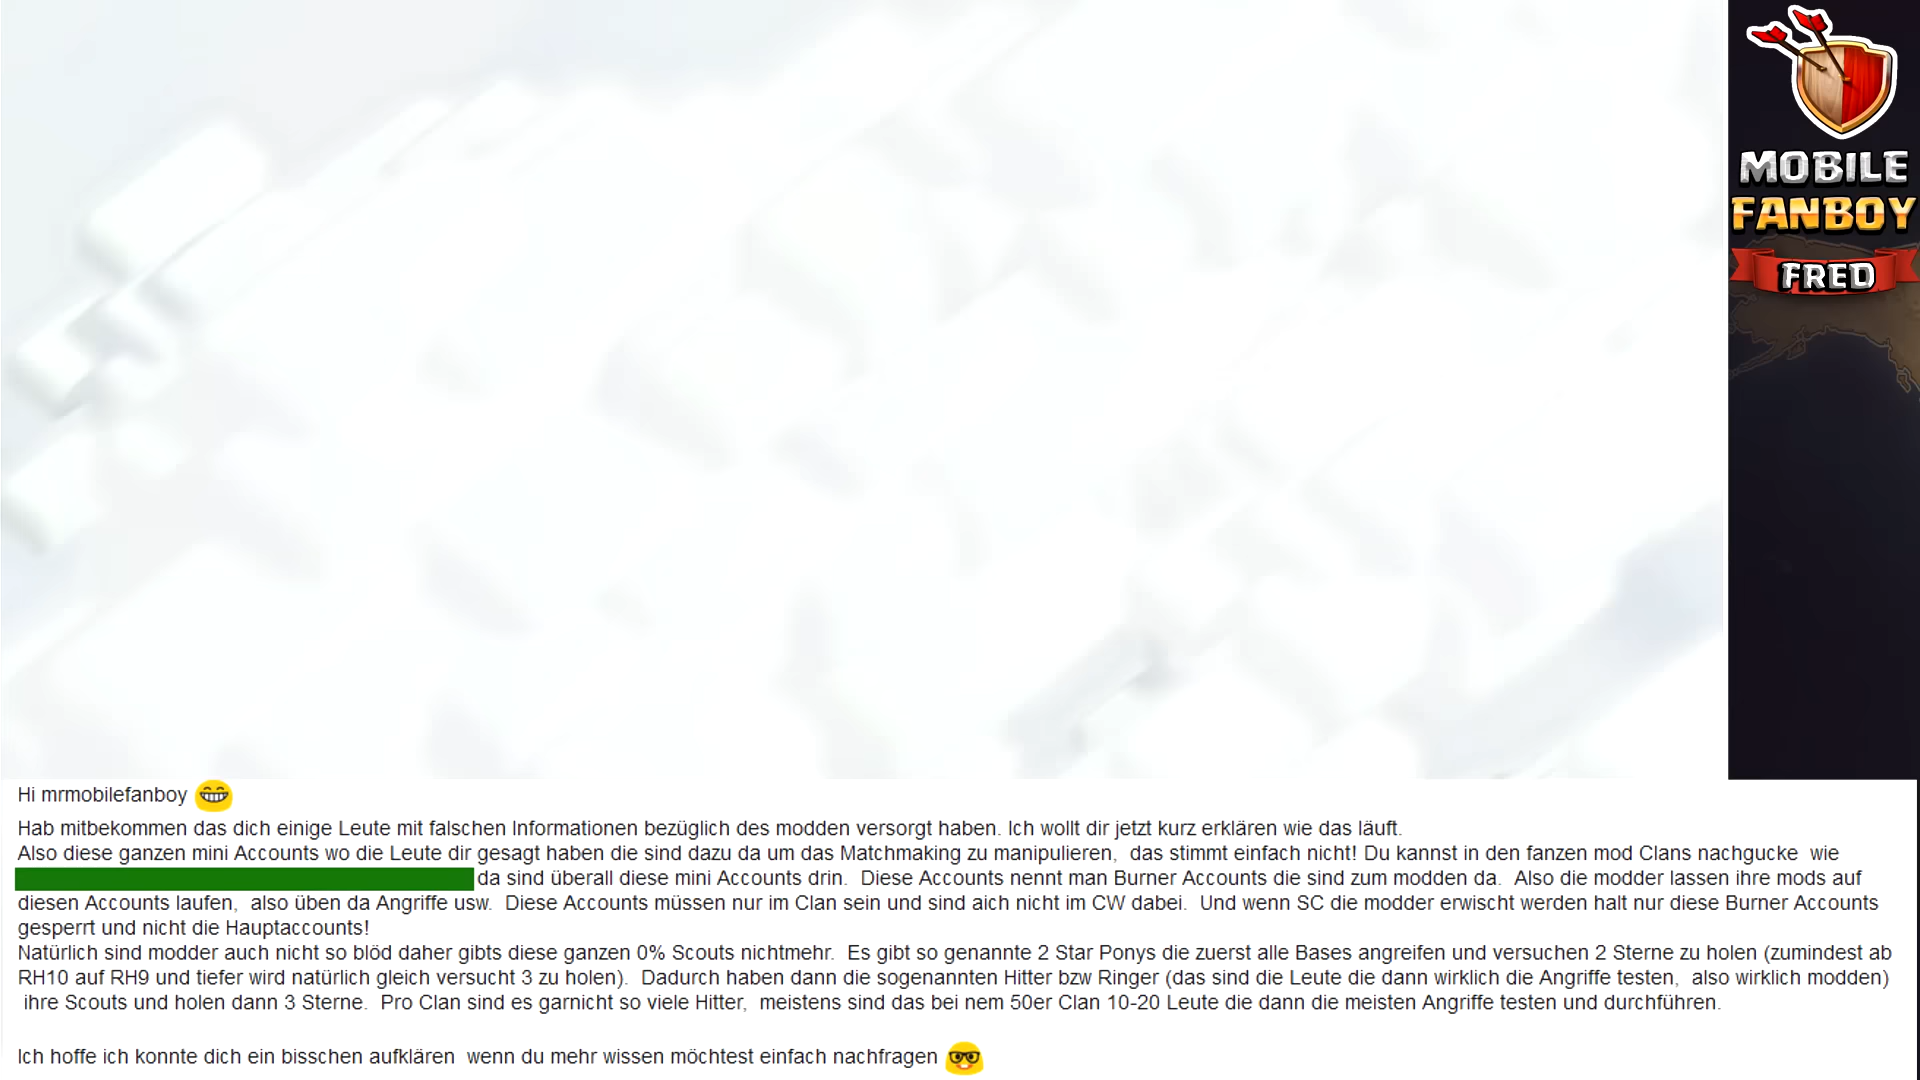 MOBILE
FANBOY
FRED
Hi mrmobilefanboy
Hab mitbekommen das dich einige Leute mit falschen Informationen bezüglich des modden versorgt haben. Ich wollt dir jetzt kurz erklären wie das läuft.
Also diese ganzen mini Accounts wo die Leute dir gesagt haben die sind dazu da um das Matchmaking zu manipulieren, das stimmt einfach nicht! Du kannst in den fanzen mod Clans nachgucke wie
da sind überall diese mini Accounts drin. Diese Accounts nennt man Burner Accounts die sind zum modden da. Also die modder lassen ihre mods auf
diesen Accounts laufen, also üben da Angriffe usw. Diese Accounts müssen nur im Clan sein und sind aich nicht im CW dabei. Und wenn SC die modder erwischt werden halt nur diese Burner Accounts
gesperrt und nicht die Hauptaccounts!
Natürlich sind modder auch nicht so blöd daher gibts diese ganzen 0% Scouts nichtmehr. Es gibt so genannte 2 Star Ponys die zuerst alle Bases angreifen und versuchen 2 Sterne zu holen (zumindest ab
RH10 auf RH9 und tiefer wird natürlich gleich versucht 3 zu holen). Dadurch haben dann die sogenannten Hitter bzw Ringer (das sind die Leute die dann wirklich die Angriffe testen, also wirklich modden)
ihre Scouts und holen dann 3 Sterne. Pro Clan sind es garnicht so viele Hitter, meistens sind das bei nem 50er Clan 10-20 Leute die dann die meisten Angriffe testen und durchführen.
Ich hoffe ich konnte dich ein bisschen aufklären wenn du mehr wissen möchtest einfach nachfragen